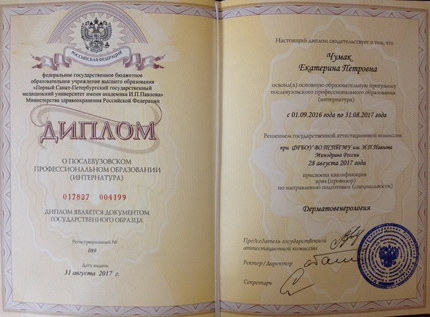 РОССИЙСКАЯ ФЕДЕРАЦИЯ
федеральное государственное бюджетное
образовательное учреждение высшего образования
«Первый Санкт-Петербургский государственный
медицинский университет имени академика И.П.Павлова»
Министерства здравоохранения Российской Федерации
ДИПЛОМ
О ПОСЛЕВУЗОВСКОМ
ПРОФЕССИОНАЛЬНОМ ОБРАЗОВАНИИ
(ИНТЕРНАТУРА)
017827 004199
ДИПЛОМ ЯВЛЯЕТСЯ ДОКУМЕНТОМ
ГОСУДАРСТВЕННОГО ОБРАЗЦА
Регистрационный №
Дата выдачи
31 августа 2017 г.
Настоящий диплом свидетельствует о том, что
Чумак
Екатерина Петровна
освоил(а) основную образовательную программу
послевузовского профессионального образования
(интернатура)
с 01.09.2016 года по 31.08.2017 года
Решением государственной аттестационной комиссии
при ФГБОУ ВО ПСПбГМУ им. И.П.Павлова
Минздрава России
28 августа 2017 года
присвоена квалификация
врач (провизор)
по направлению подготовки (специальности)
Дерматовенерология
Председатель государственной
аттестационной комиссии
Ректор/Директор
Секретарь